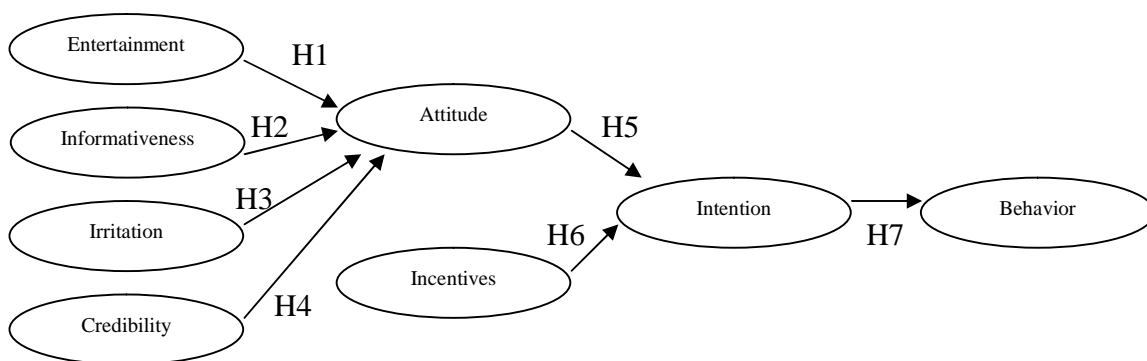 Entertainment
H1
Attitude
Informativeness
H2
H5
H3
Irritation
Intention
Behavior
H6
H7
Incentives
H4
Credibility